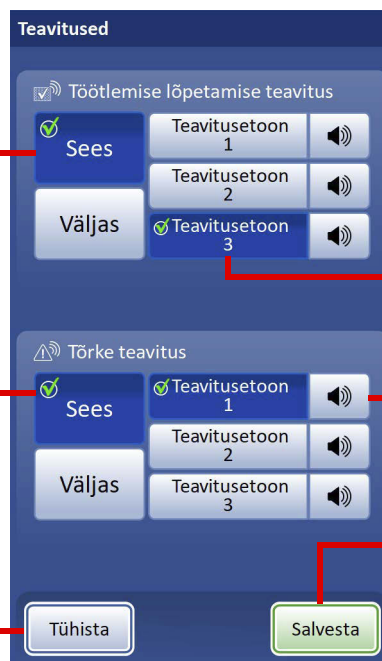 Teavitused
Töötlemise lõpetamise teavitus
Sees
Väljas
Teavitusetoon
1
Teavitusetoon
2
Teavitusetoon
3
Tõrke teavitus
Sees
Väljas
Teavitusetoon
1
Teavitusetoon
2
Teavitusetoon
3
Tühista
Salvesta